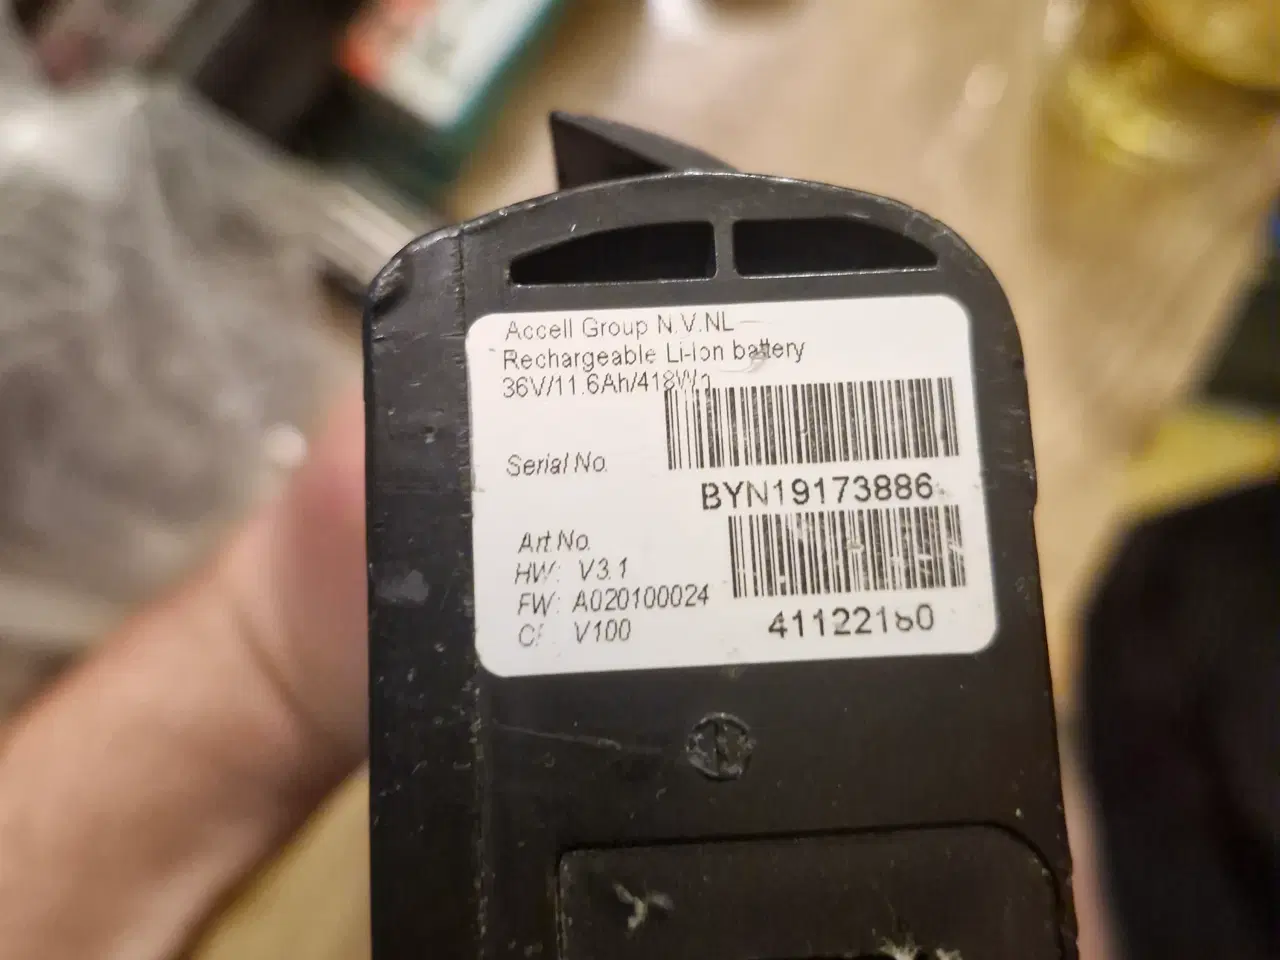 Accell Group N.V.NL
Rechargeable Li-Ion battery
36V/11.6Ah/418Wh
Serial No.
BYN19173886
Art.No.
HW: V3.1
FW: A020100024
V100